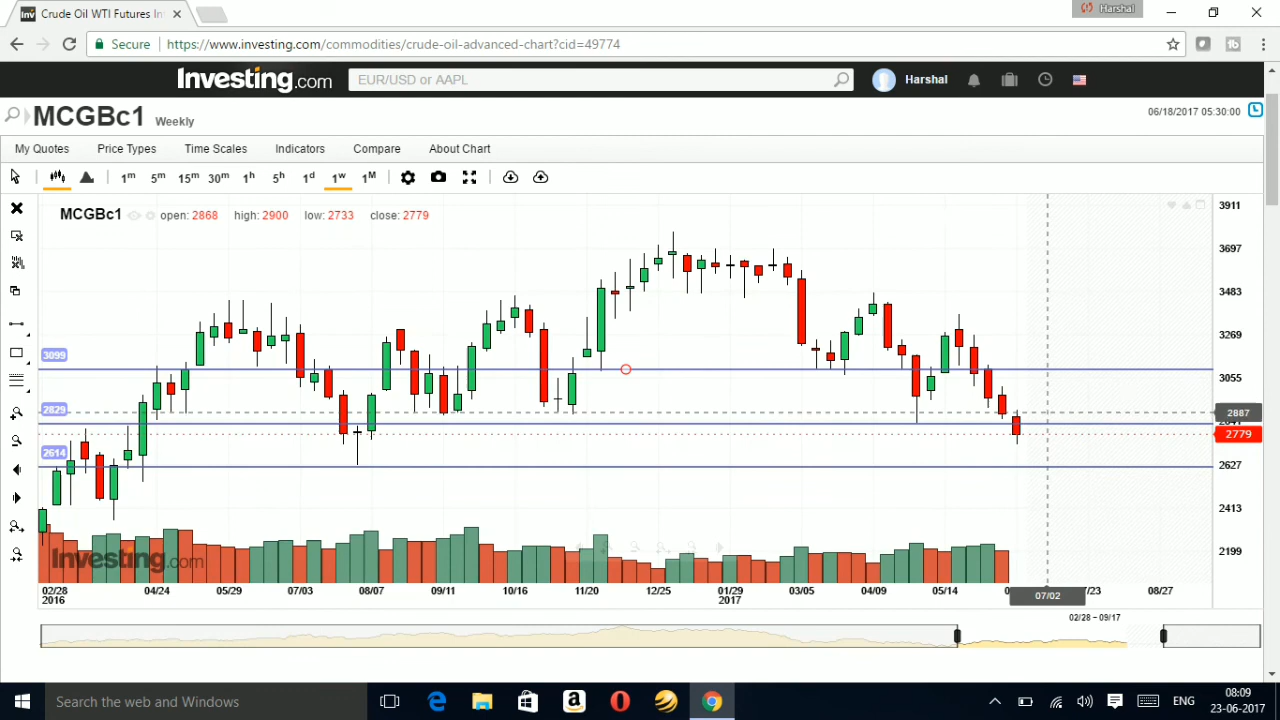 Crude Oil WTI Futures In
Harshal
Secure
https://www.investing.com/commodities/crude-oil-advanced-chart?cid=49774
Investing.com
EUR/USD or AAPL
Harshal
MCGBc1 Weekly
06/18/2017 05:30:00
My Quotes
Price Types
Time Scales
Indicators
Compare
About Chart
1m 5m 15m 30m 1h 5h 1d 1w 1M
MCGBc1 open: 2868 high: 2900 low: 2733 close: 2779
3911
3697
3483
3269
3099
3055
2829
2887
2779
2614
2627
2413
2199
Investing.com
02/28 04/24 05/29 07/03 08/07 09/11 10/16 11/20 12/25 01/29 03/05 04/09 05/14 07/02 08/27
2016 2017
02/28 - 09/17
Search the web and Windows
ENG
08:09
23-06-2017